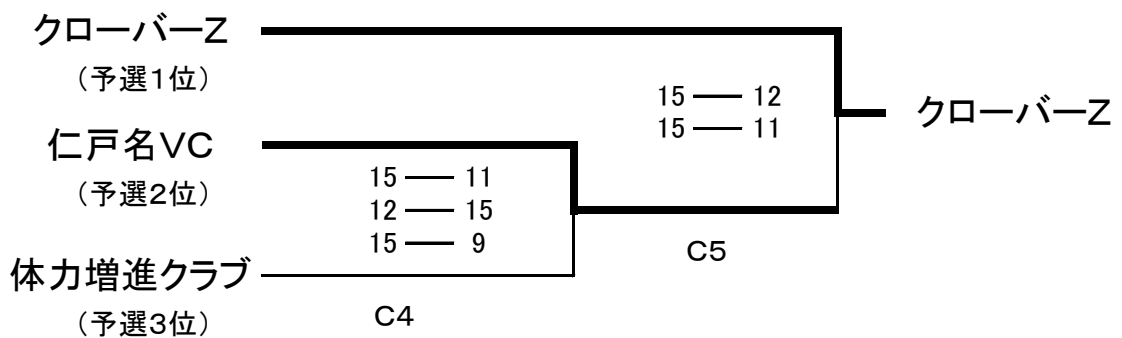 クローバーZ
（予選１位）
仁戸名VC
（予選２位）
体力増進クラブ
（予選３位）
15 ― 11
12 ― 15
15 ― 9
C4
15 ― 12
15 ― 11
C5
クローバーZ